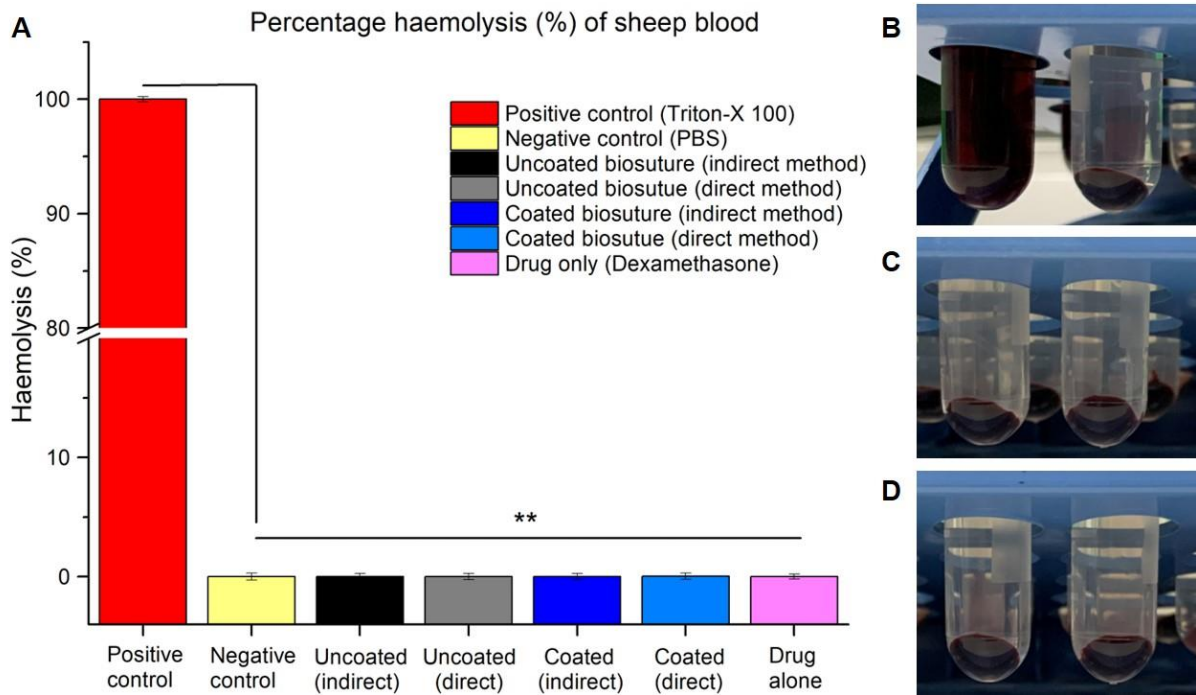 A
Percentage haemolysis (%) of sheep blood
Haemolysis (%)
100
90
80
10
0
Positive control (Triton-X 100)
Negative control (PBS)
Uncoated biosuture (indirect method)
Uncoated biosutue (direct method)
Coated biosuture (indirect method)
Coated biosutue (direct method)
Drug only (Dexamethasone)
**
Positive
control
Negative
control
Uncoated
(indirect)
Uncoated
(direct)
Coated
(indirect)
Coated
(direct)
Drug
alone
B
C
D